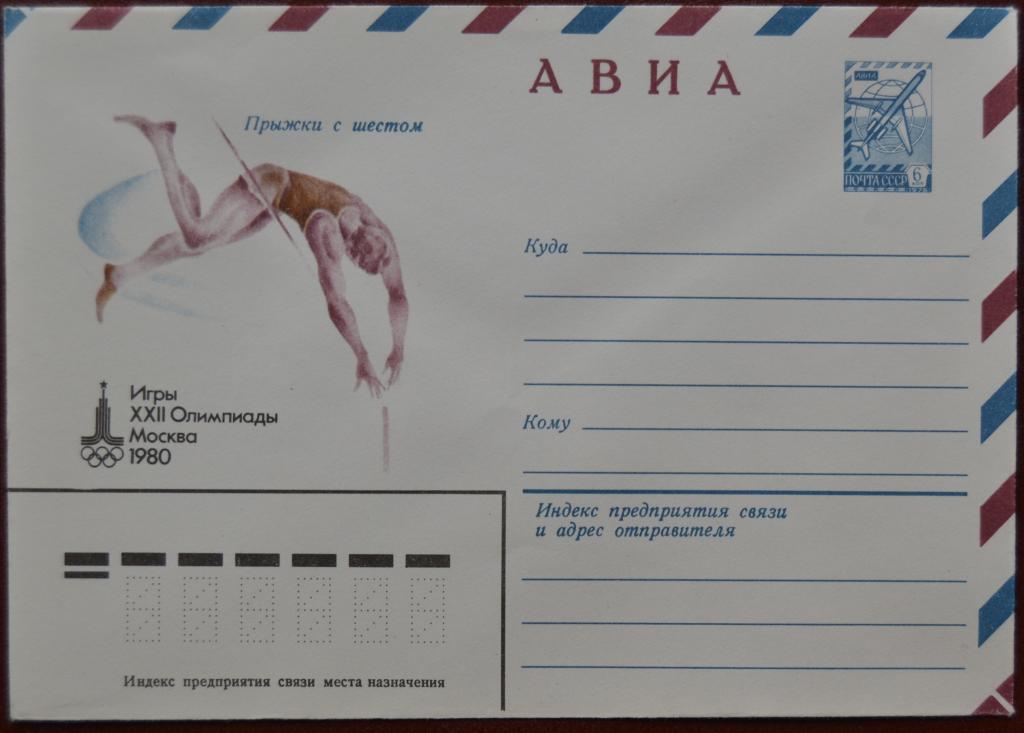 АВИА
АВИА
ПОЧТА СССР 6
КОП
Прыжки с шестом
Куда
Игры
XXII Олимпиады
Москва
1980
Кому
Индекс предприятия связи
и адрес отправителя
Индекс предприятия связи места назначения